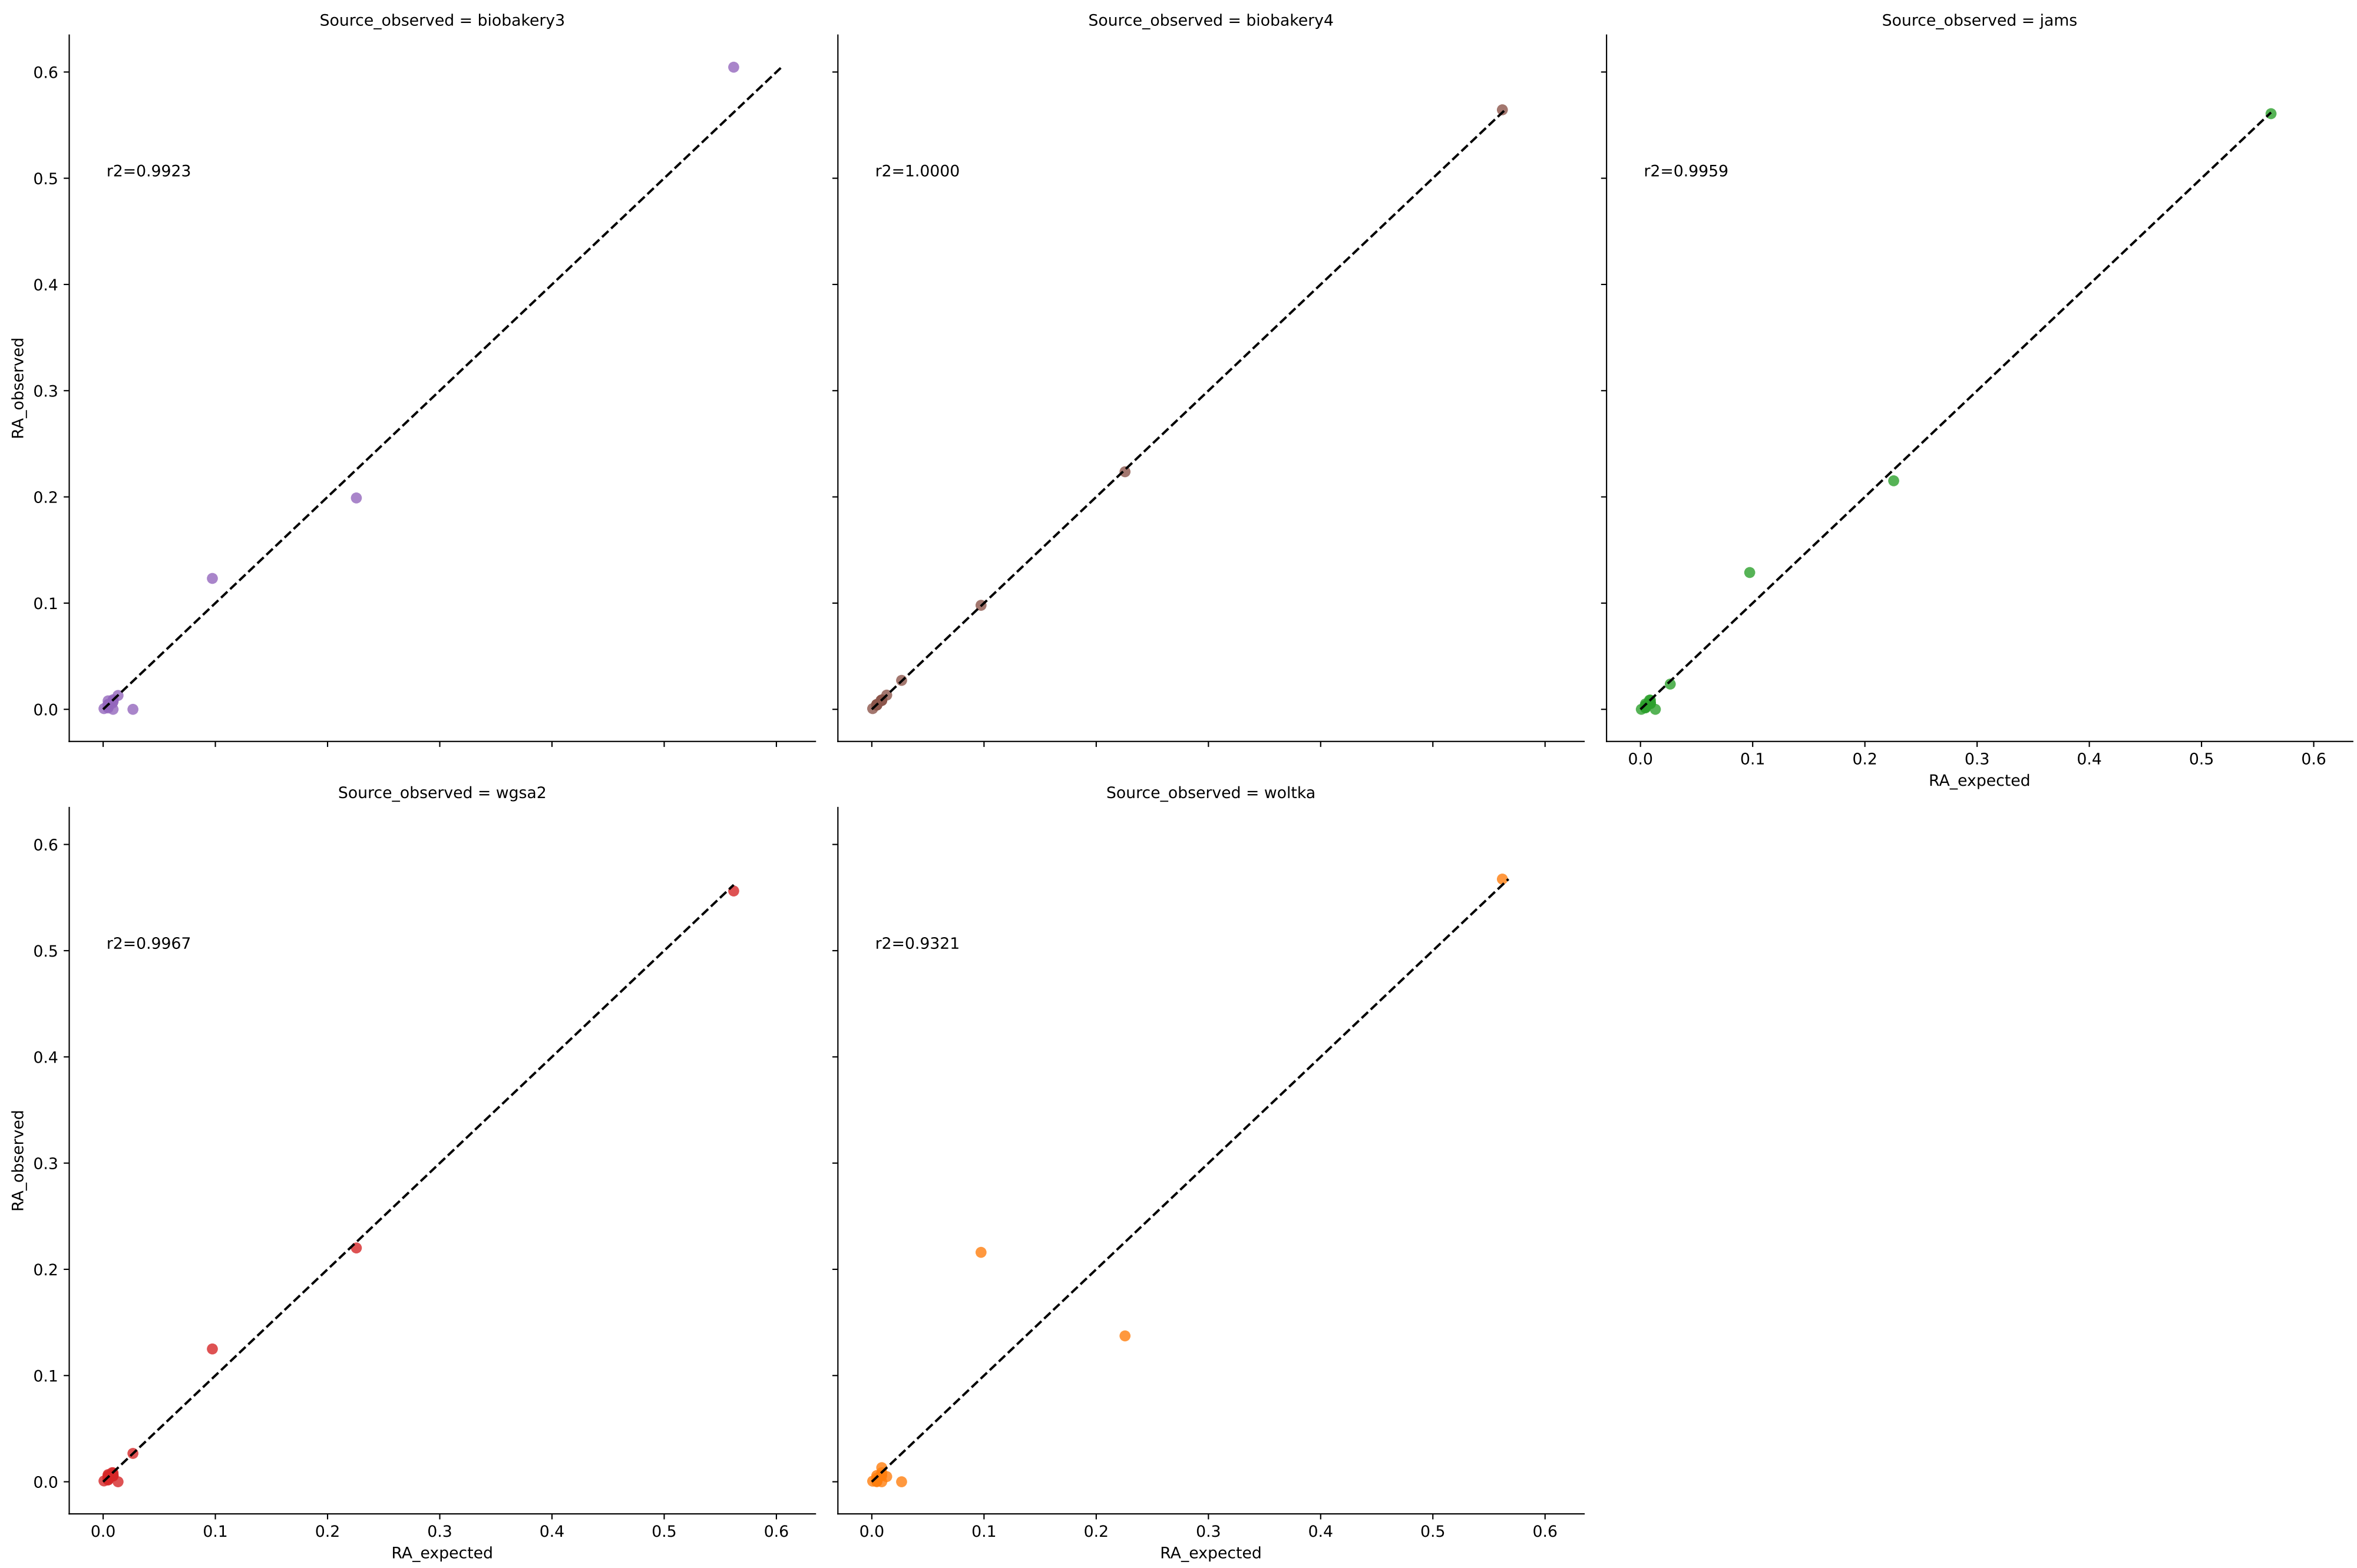 Source_observed = biobakery3
Source_observed = biobakery4
Source_observed = jams
RA_observed
0.6
0.5
0.4
0.3
0.2
0.1
0.0
r2=0.9923
r2=1.0000
r2=0.9959
0.0 0.1 0.2 0.3 0.4 0.5 0.6
RA_expected
Source_observed = wgsa2
Source_observed = woltka
RA_observed
0.6
0.5
0.4
0.3
0.2
0.1
0.0
r2=0.9967
r2=0.9321
0.0 0.1 0.2 0.3 0.4 0.5 0.6
RA_expected
0.0 0.1 0.2 0.3 0.4 0.5 0.6
RA_expected